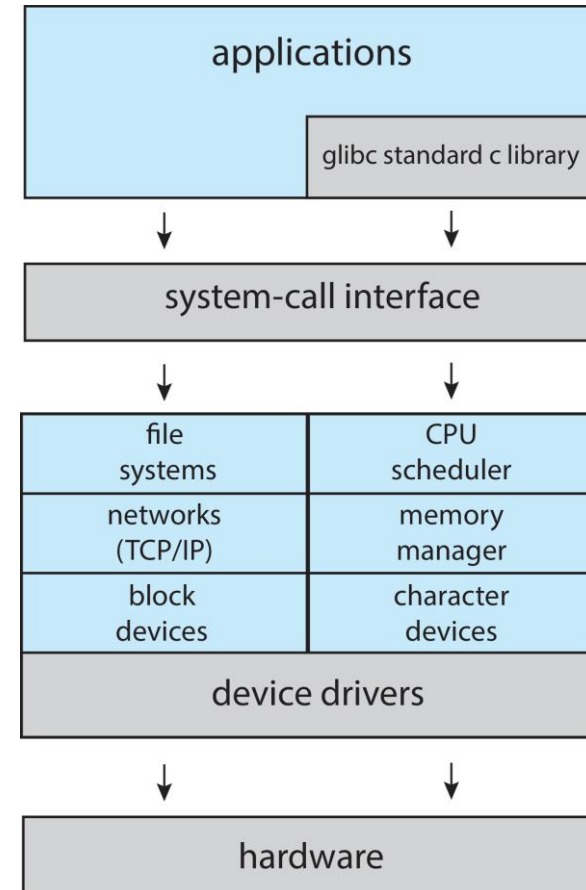 applications
glibc standard c library
system-call interface
file
systems
CPU
scheduler
networks
(TCP/IP)
memory
manager
block
devices
character
devices
device drivers
hardware